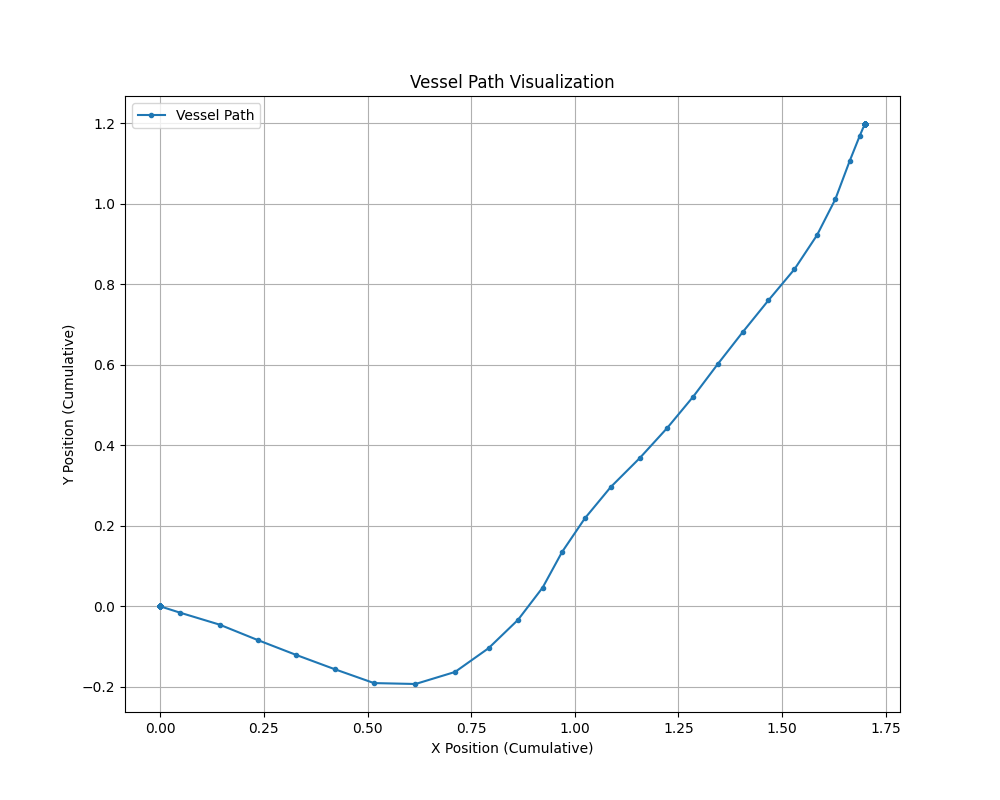 Vessel Path Visualization
Vessel Path
1.2
1.0
0.8
0.6
0.4
0.2
0.0
−0.2
Y Position (Cumulative)
0.00 0.25 0.50 0.75 1.00 1.25 1.50 1.75
X Position (Cumulative)